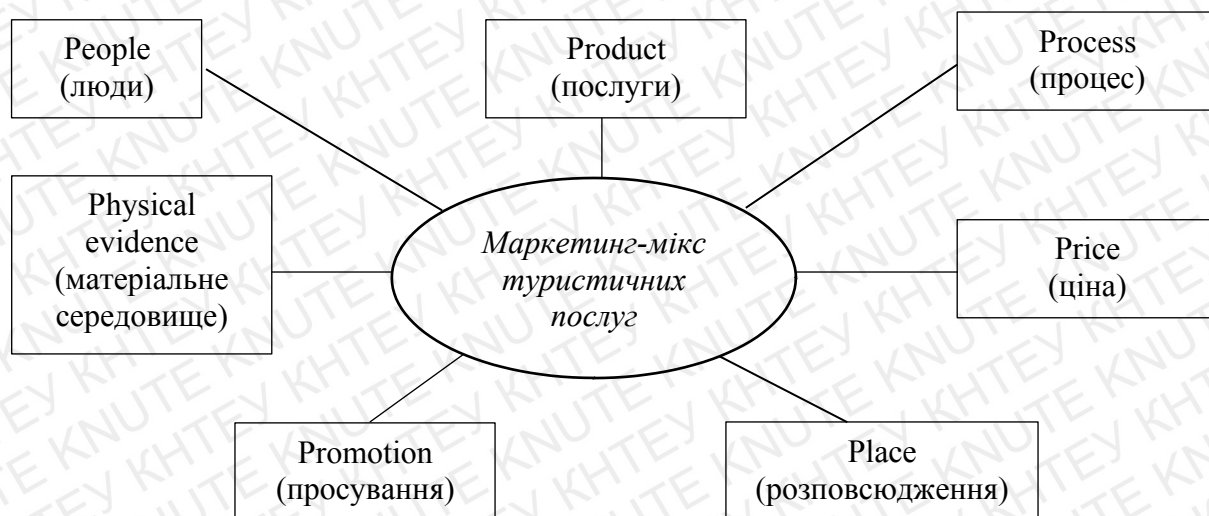 People
(люди)
Product
(послуги)
Process
(процес)
Physical
evidence
(матеріальне
середовище)
Маркетинг-мікс
туристичних
послуг
Price
(ціна)
Promotion
(просування)
Place
(розповсюдження)